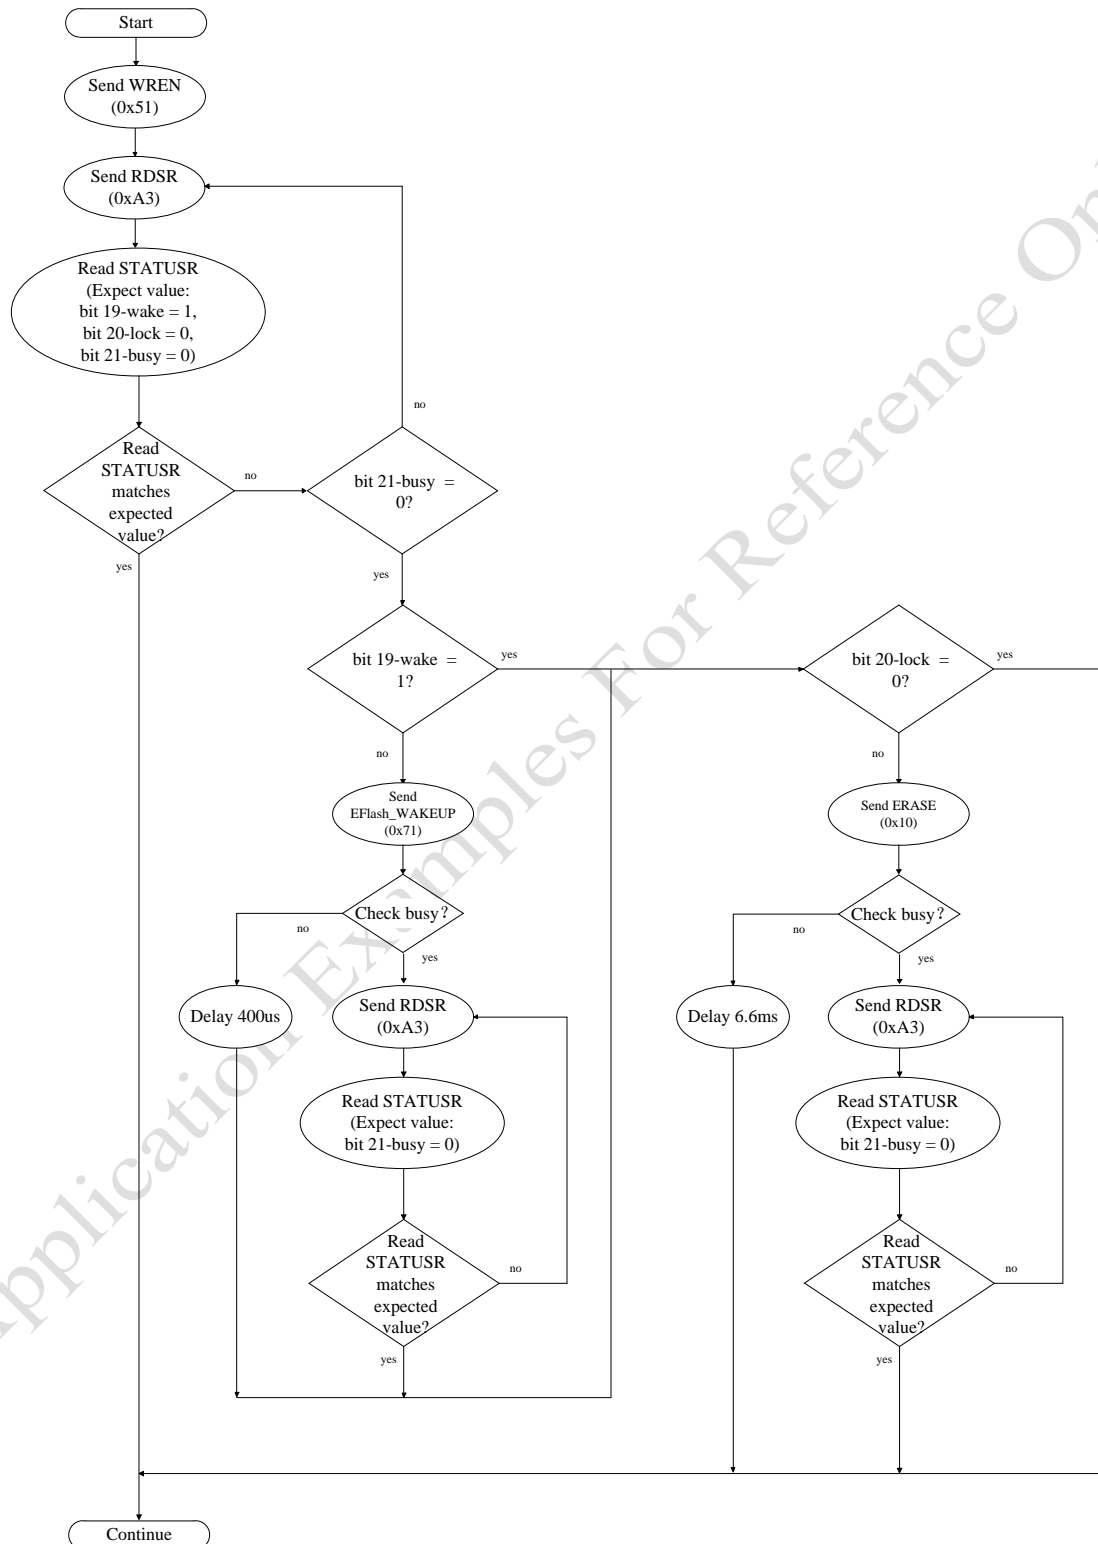 Start
Send WREN
(0x51)
Send RDSR
(0xA3)
Read STATUSR
(Expect value:
bit 19-wake = 1,
bit 20-lock = 0,
bit 21-busy = 0)
no
Read
STATUSR
matches
expected
value?
no
bit 21-busy =
0?
yes
yes
bit 19-wake =
1?
yes
bit 20-lock =
0?
yes
no
no
Send
EFlash_WAKEUP
(0x71)
Send ERASE
(0x10)
Check busy?
no
yes
Check busy?
no
yes
Delay 400us
Send RDSR
(0xA3)
Delay 6.6ms
Send RDSR
(0xA3)
Read STATUSR
(Expect value:
bit 21-busy = 0)
Read STATUSR
(Expect value:
bit 21-busy = 0)
Read
STATUSR
matches
expected
value?
no
yes
Read
STATUSR
matches
expected
value?
no
yes
Continue
Application Examples For Reference